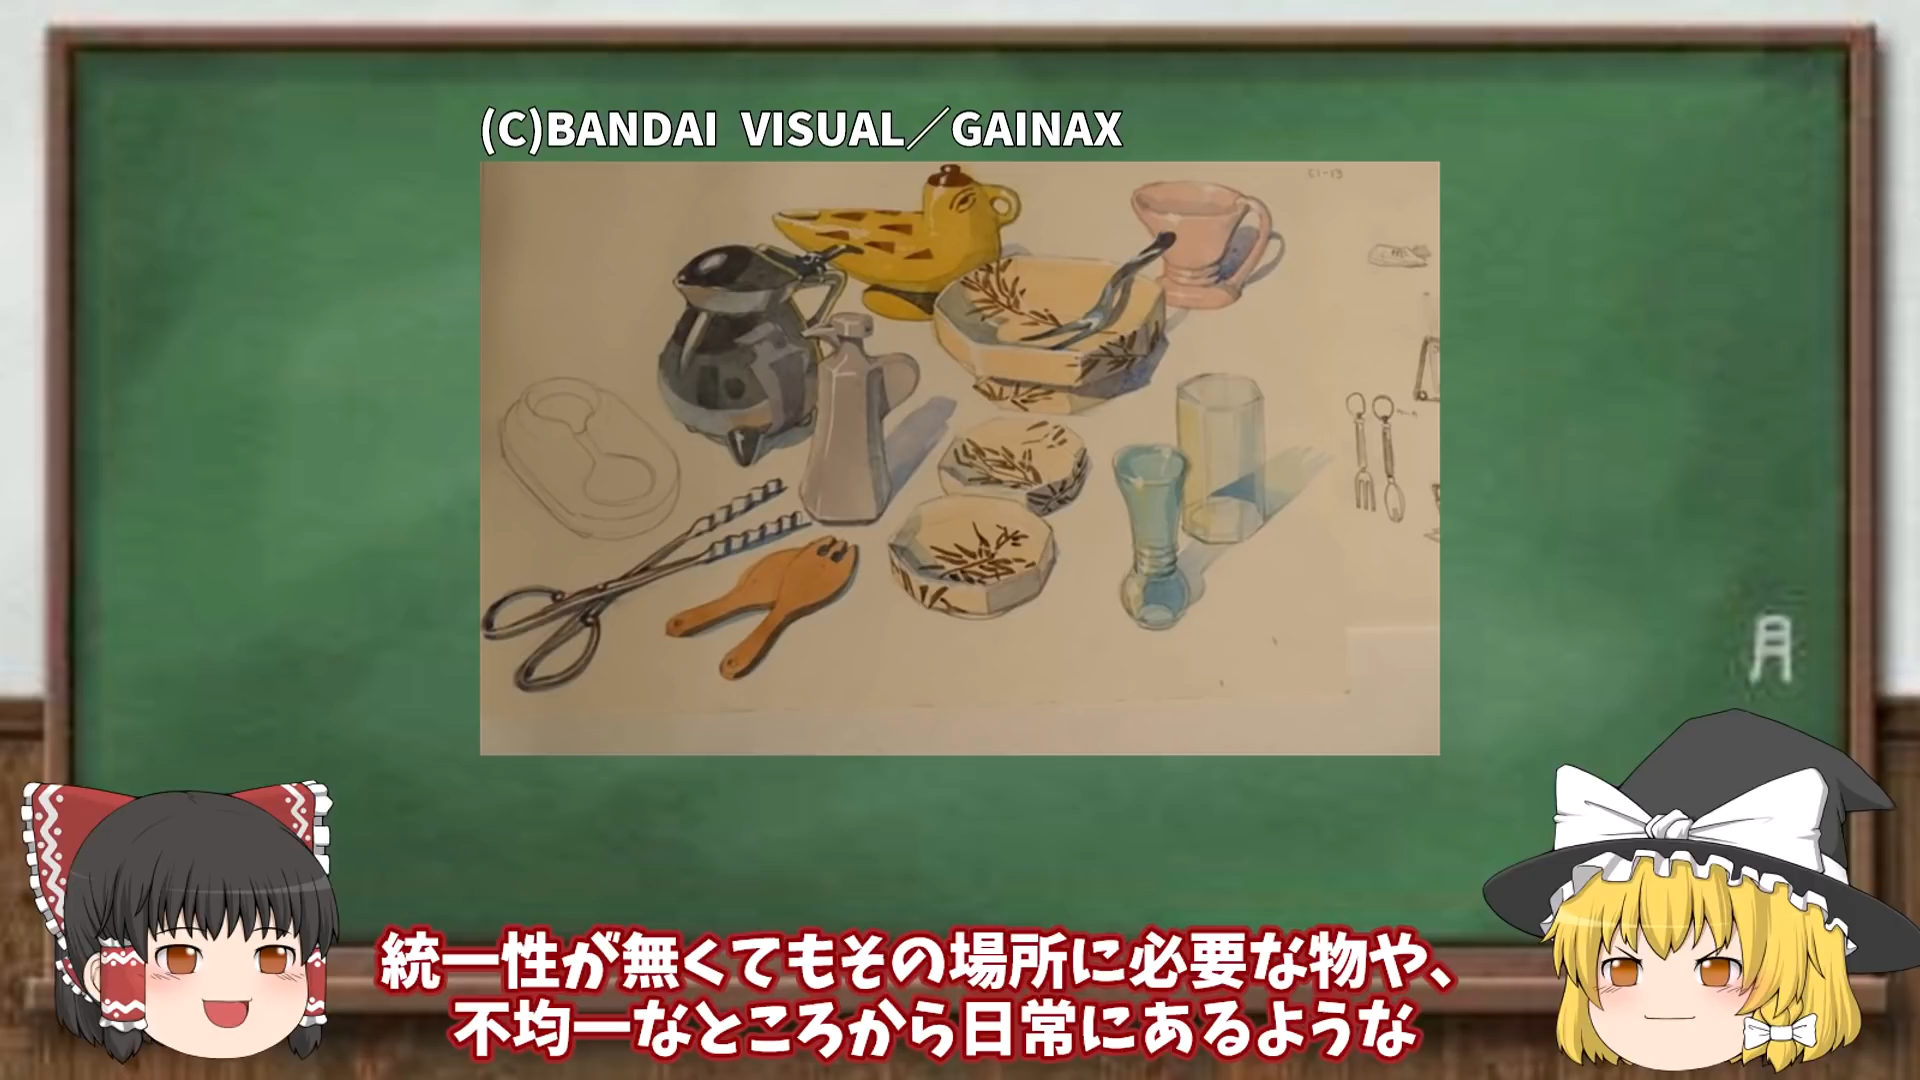 (C)BANDAI VISUAL／GAINAX
C1-13
月
統一性が無くてもその場所に必要な物や、
不均一なところから日常にあるような